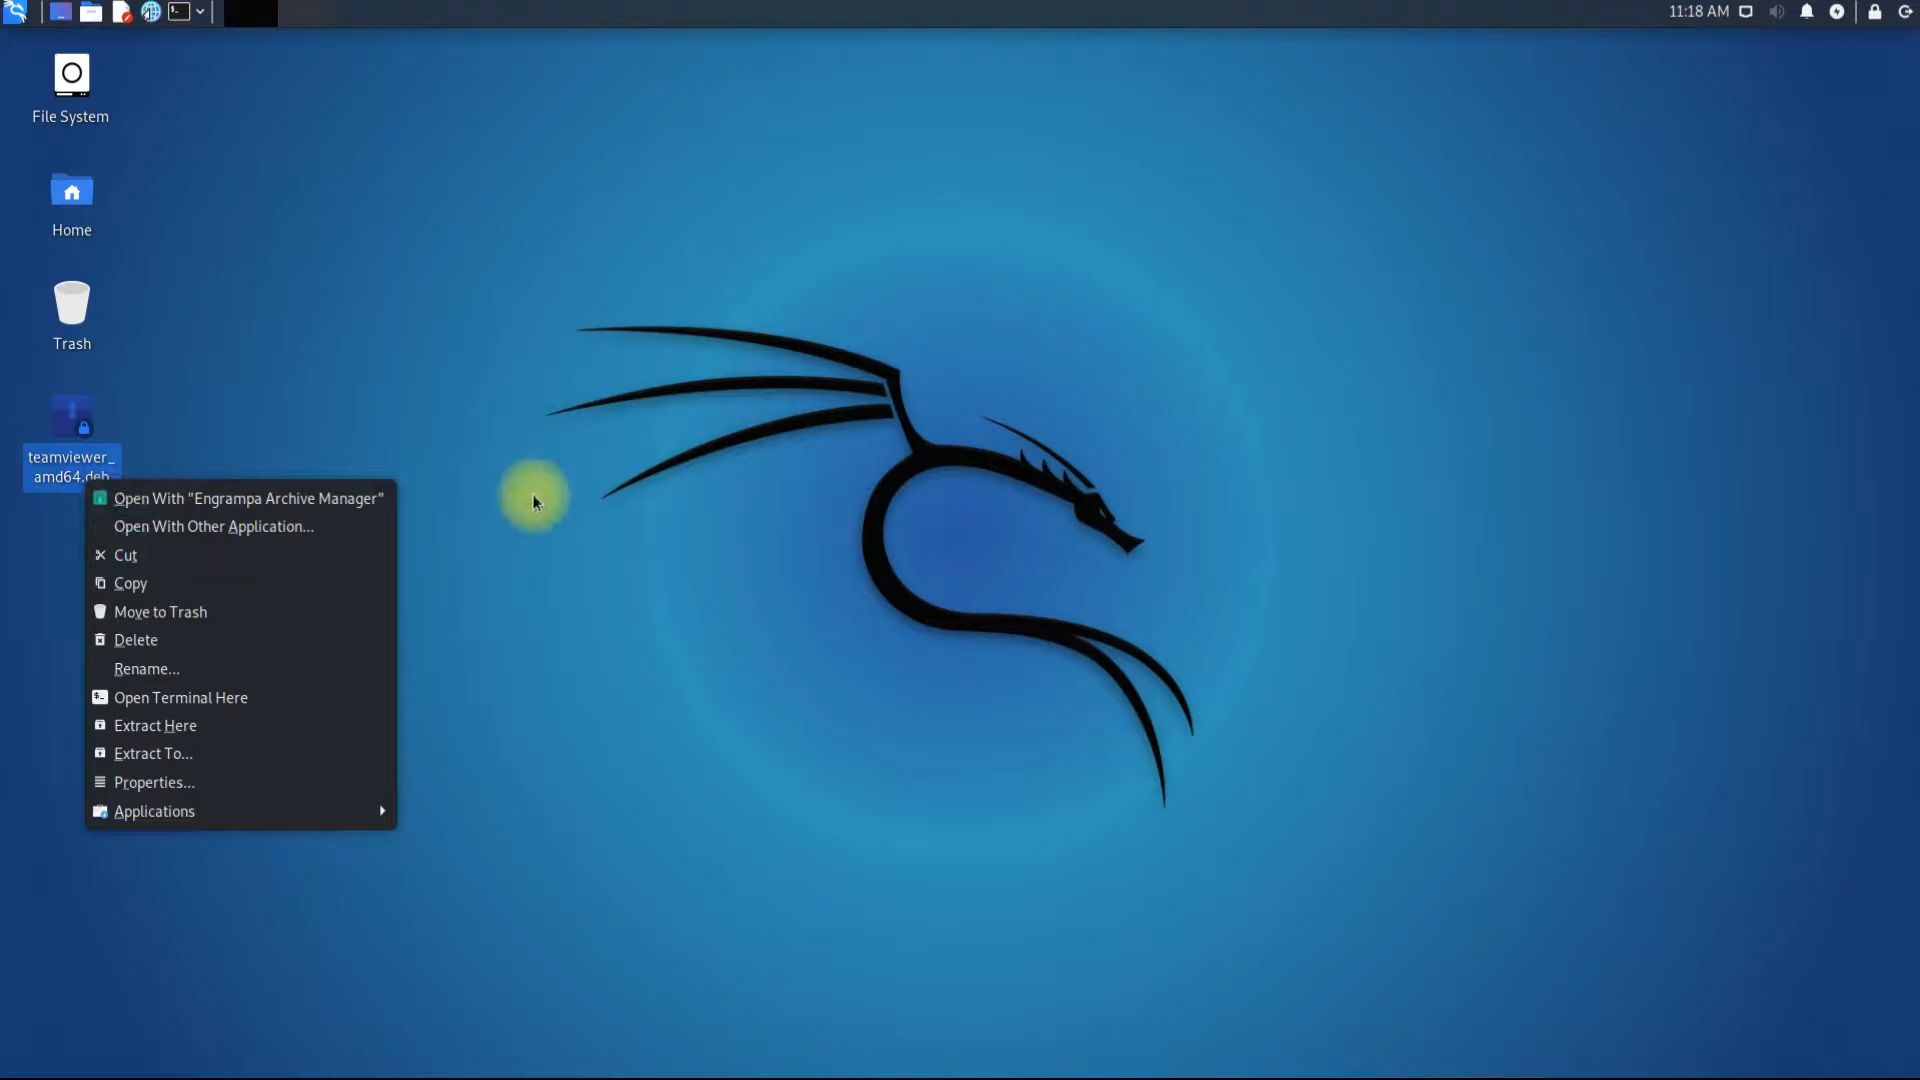 11:18 AM
File System
Home
Trash
teamviewer_
amd64.deb
Open With "Engrampa Archive Manager"
Open With Other Application...
Cut
Copy
Move to Trash
Delete
Rename...
Open Terminal Here
Extract Here
Extract To...
Properties...
Applications